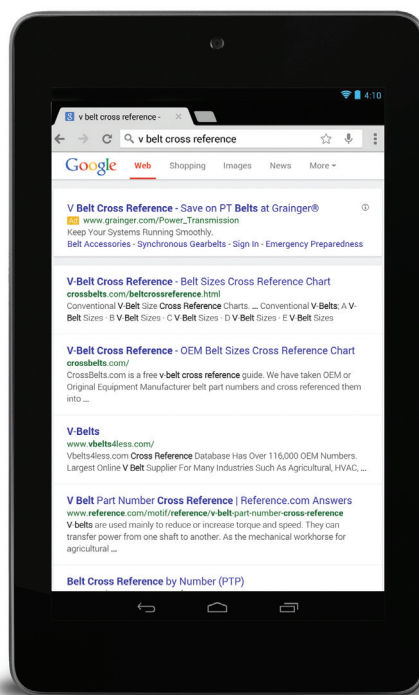 4:10
v belt cross reference -
v belt cross reference
Google Web Shopping Images News More
V Belt Cross Reference - Save on PT Belts at Grainger®
Ad www.grainger.com/Power_Transmission
Keep Your Systems Running Smoothly.
Belt Accessories - Synchronous Gearbelts - Sign In - Emergency Preparedness
V-Belt Cross Reference - Belt Sizes Cross Reference Chart
crossbelts.com/beltcrossreference.html
Conventional V-Belt Size Cross Reference Charts. ... Conventional V-Belts; A V-
Belt Sizes · B V-Belt Sizes · C V-Belt Sizes · D V-Belt Sizes · E V-Belt Sizes
V-Belt Cross Reference - OEM Belt Sizes Cross Reference Chart
crossbelts.com/
CrossBelts.com is a free v-belt cross reference guide. We have taken OEM or
Original Equipment Manufacturer belt part numbers and cross referenced them
into ...
V-Belts
www.vbelts4less.com/
Vbelts4less.com Cross Reference Database Has Over 116,000 OEM Numbers.
Largest Online V Belt Supplier For Many Industries Such As Agricultural, HVAC, ...
V Belt Part Number Cross Reference | Reference.com Answers
www.reference.com/motif/reference/v-belt-part-number-cross-reference
V-belts are used mainly to reduce or increase torque and speed. They can
transfer power from one shaft to another. As the mechanical workhorse for
agricultural ...
Belt Cross Reference by Number (PTP)